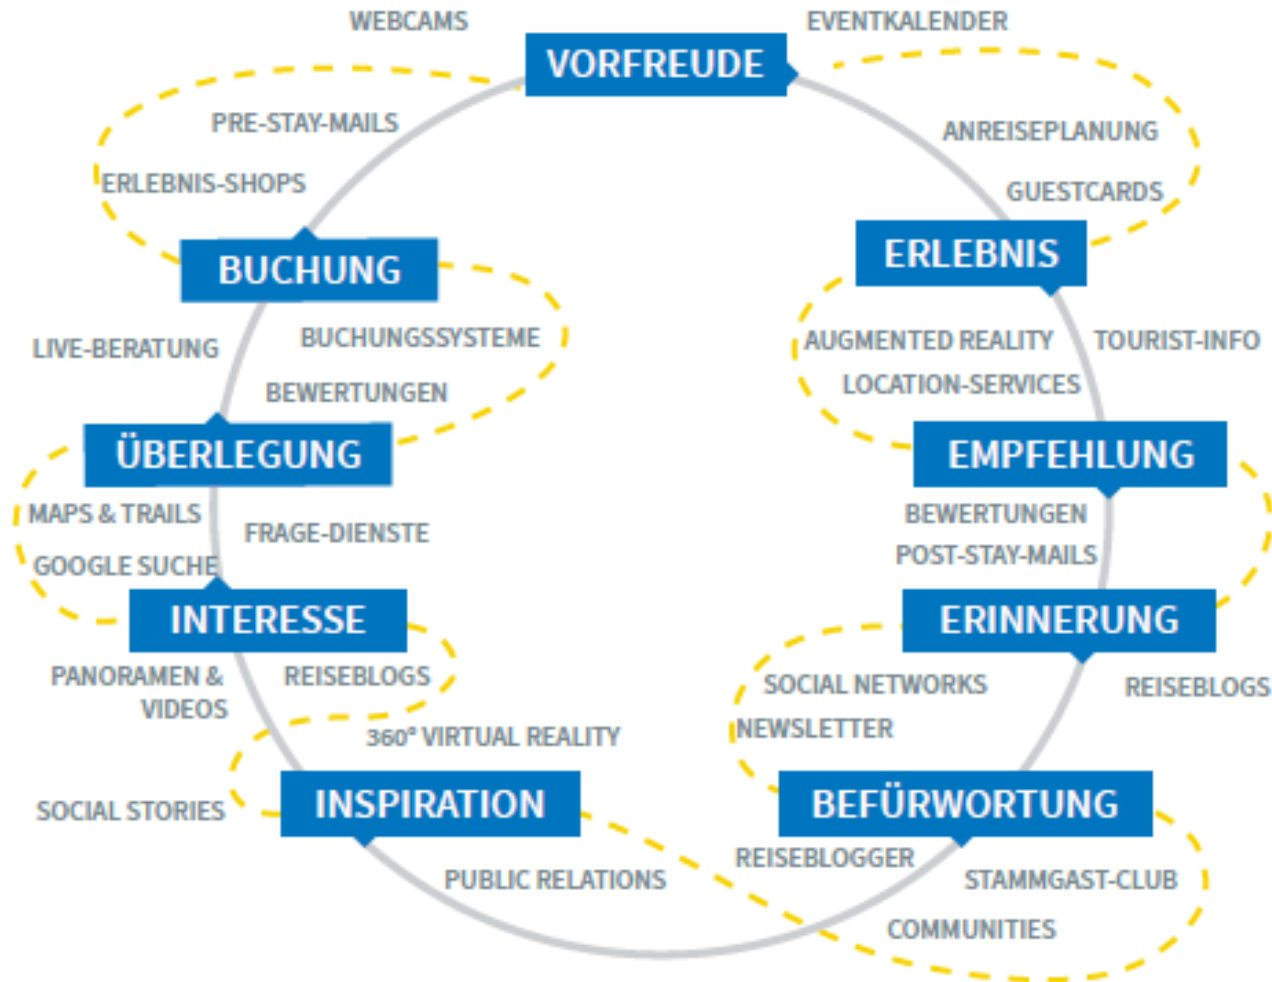 WEBCAMS
EVENTKALENDER
VORFREUDE
PRE-STAY-MAILS
ANREISEPLANUNG
ERLEBNIS-SHOPS
GUESTCARDS
BUCHUNG
ERLEBNIS
LIVE-BERATUNG
BUCHUNGSSYSTEME
AUGMENTED REALITY
TOURIST-INFO
BEWERTUNGEN
LOCATION-SERVICES
ÜBERLEGUNG
EMPFEHLUNG
MAPS & TRAILS
FRAGE-DIENSTE
BEWERTUNGEN
GOOGLE SUCHE
POST-STAY-MAILS
INTERESSE
ERINNERUNG
PANORAMEN &
VIDEOS
REISEBLOGS
SOCIAL NETWORKS
REISEBLOGS
360° VIRTUAL REALITY
NEWSLETTER
SOCIAL STORIES
INSPIRATION
BEFÜRWORTUNG
PUBLIC RELATIONS
REISEBLOGGER
STAMMGAST-CLUB
COMMUNITIES